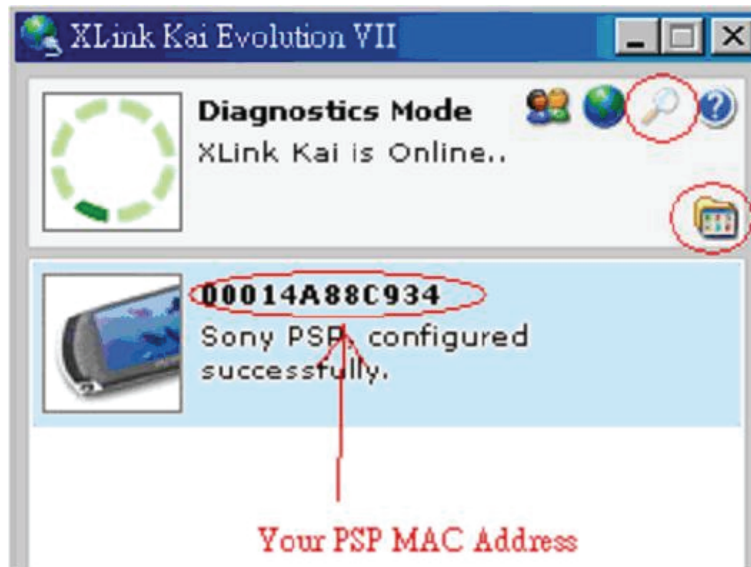 XLink Kai Evolution VII
Diagnostics Mode
XLink Kai is Online..
00014A88C934
Sony PSP, configured
successfully.
Your PSP MAC Address